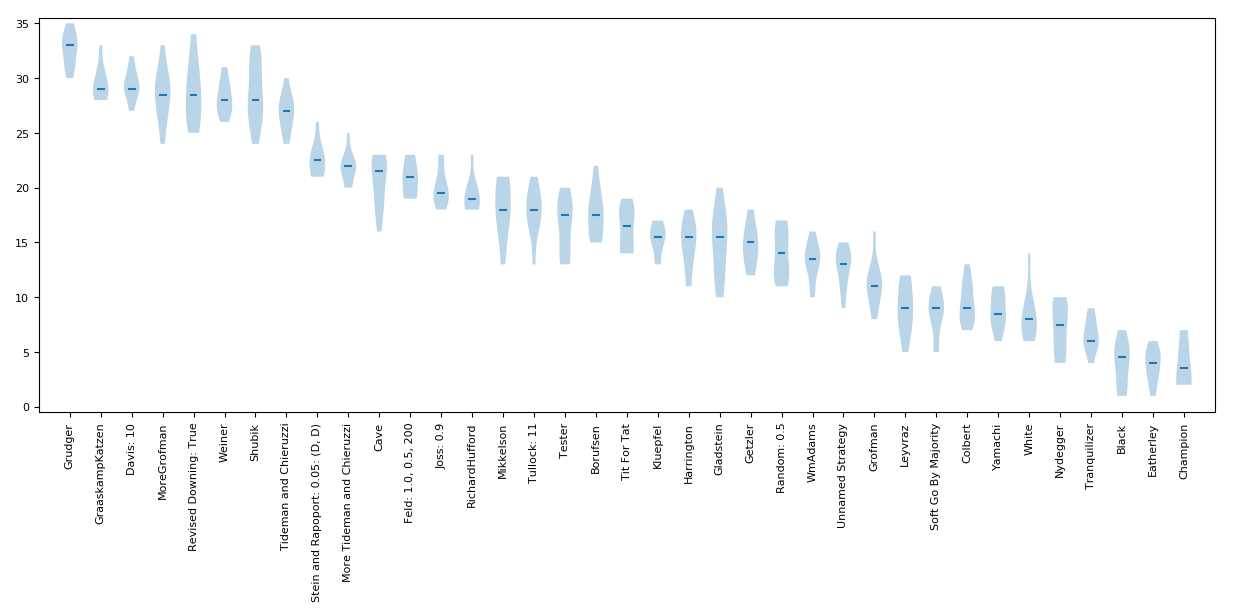 35
30
25
20
15
10
5
0
Grudger
GraaskampKatzen
Davis: 10
MoreGrofman
Revised Downing: True
Weiner
Shubik
Tideman and Chieruzzi
Stein and Rapoport: 0.05: (D, D)
More Tideman and Chieruzzi
Cave
Feld: 1.0, 0.5, 200
Joss: 0.9
RichardHufford
Mikkelson
Tullock: 11
Tester
Borufsen
Tit For Tat
Kluepfel
Harrington
Gladstein
Getzler
Random: 0.5
WmAdams
Unnamed Strategy
Grofman
Leyvraz
Soft Go By Majority
Colbert
Yamachi
White
Nydegger
Tranquilizer
Black
Eatherley
Champion